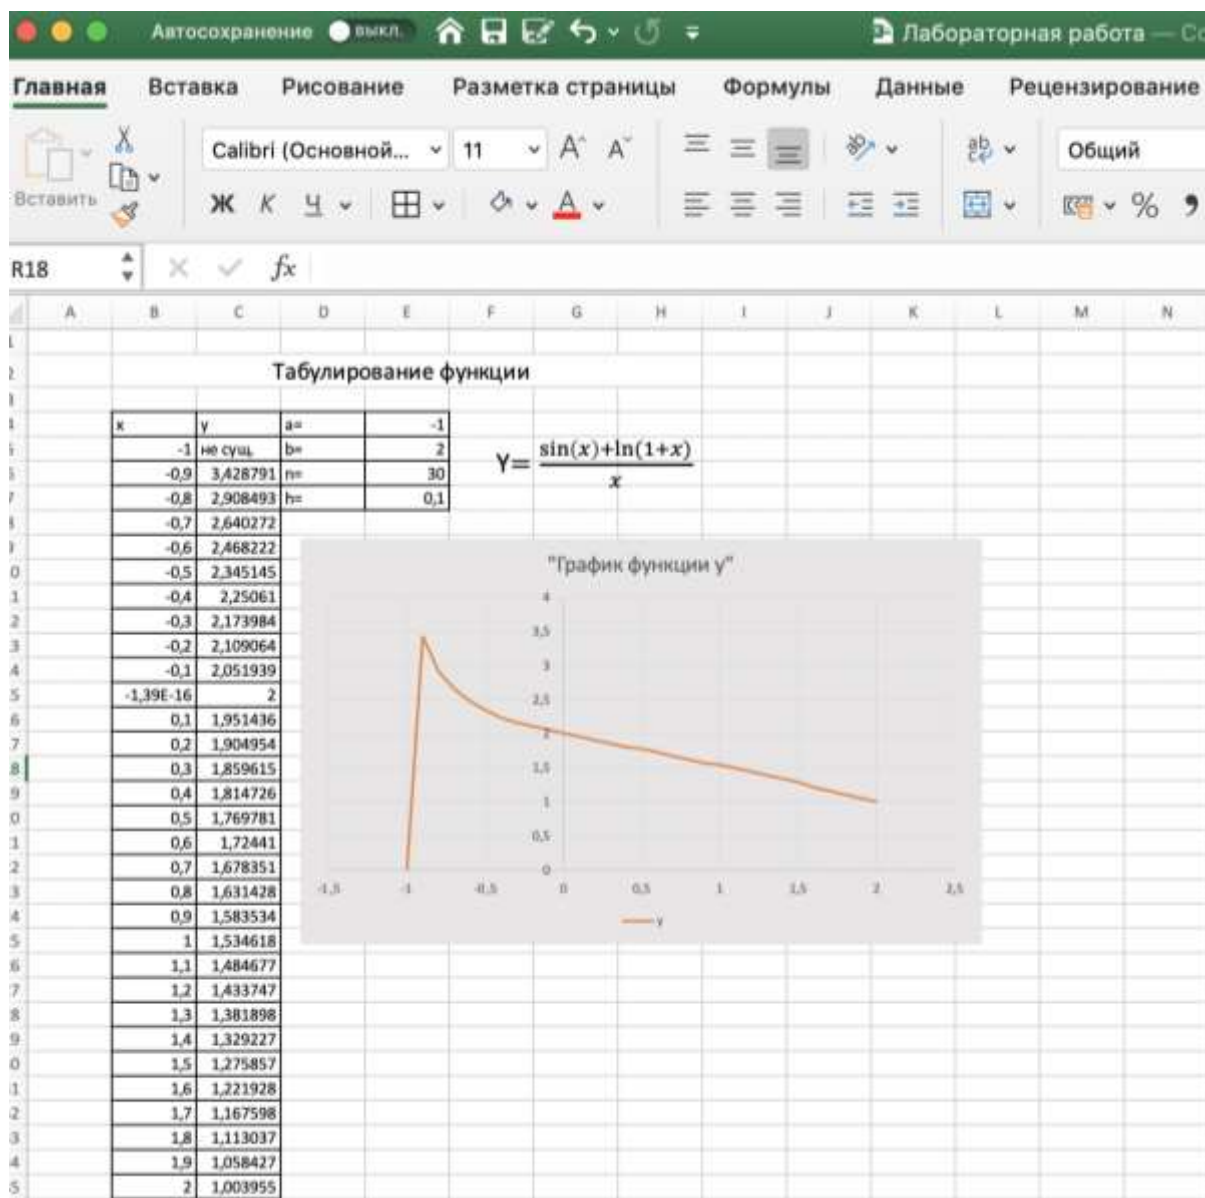 Автосохранение ВЫКЛ. Лабораторная работа — Со
Главная Вставка Рисование Разметка страницы Формулы Данные Рецензирование
Вставить Calibri (Основной... 11 A A ab Общий
Ж К Ч А % 9
R18 fx
A B C D E F G H I J K L M N
Табулирование функции
x y a= -1
-1 не сущ. b= 2
-0,9 3,428791 n= 30
-0,8 2,908493 h= 0,1
Y= sin(x)+ln(1+x)
x
-0,7 2,640272
-0,6 2,468222
-0,5 2,345145
-0,4 2,25061
-0,3 2,173984
-0,2 2,109064
-0,1 2,051939
-1,39E-16 2
0,1 1,951436
0,2 1,904954
0,3 1,859615
0,4 1,814726
0,5 1,769781
0,6 1,72441
0,7 1,678351
0,8 1,631428
0,9 1,583534
1 1,534618
1,1 1,484677
1,2 1,433747
1,3 1,381898
1,4 1,329227
1,5 1,275857
1,6 1,221928
1,7 1,167598
1,8 1,113037
1,9 1,058427
2 1,003955
"График функции y"
4
3,5
3
2,5
2
1,5
1
0,5
0
-1,5 -1 -0,5 0 0,5 1 1,5 2 2,5
y